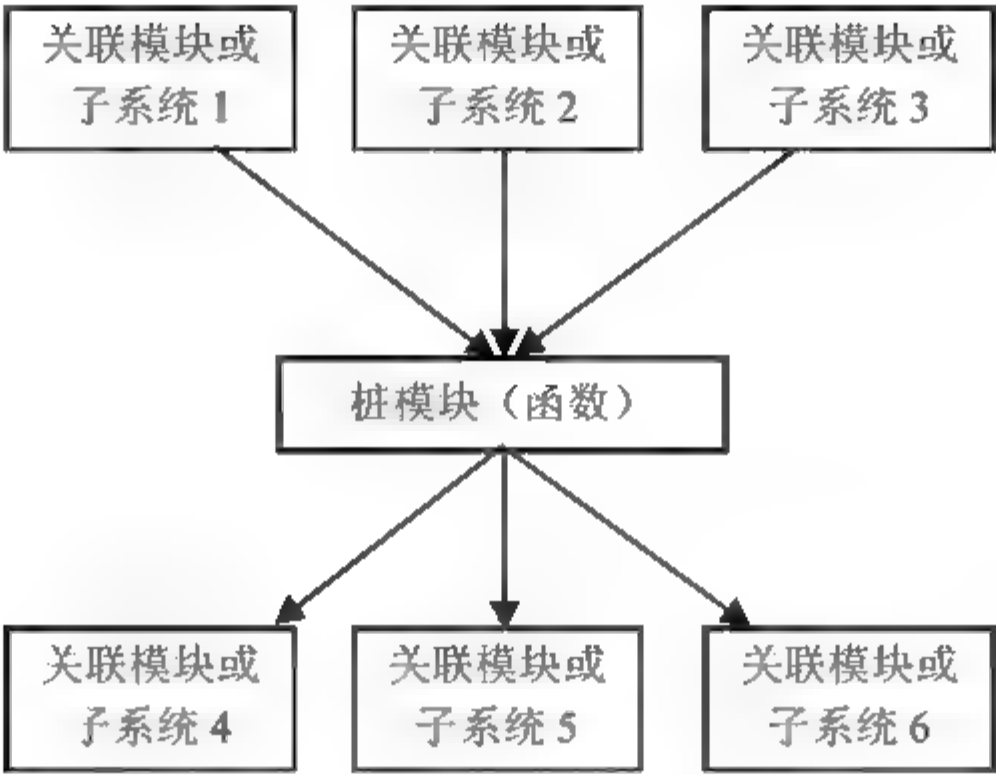 关联模块或
子系统 1
关联模块或
子系统 2
关联模块或
子系统 3
桩模块（函数）
关联模块或
子系统 4
关联模块或
子系统 5
关联模块或
子系统 6